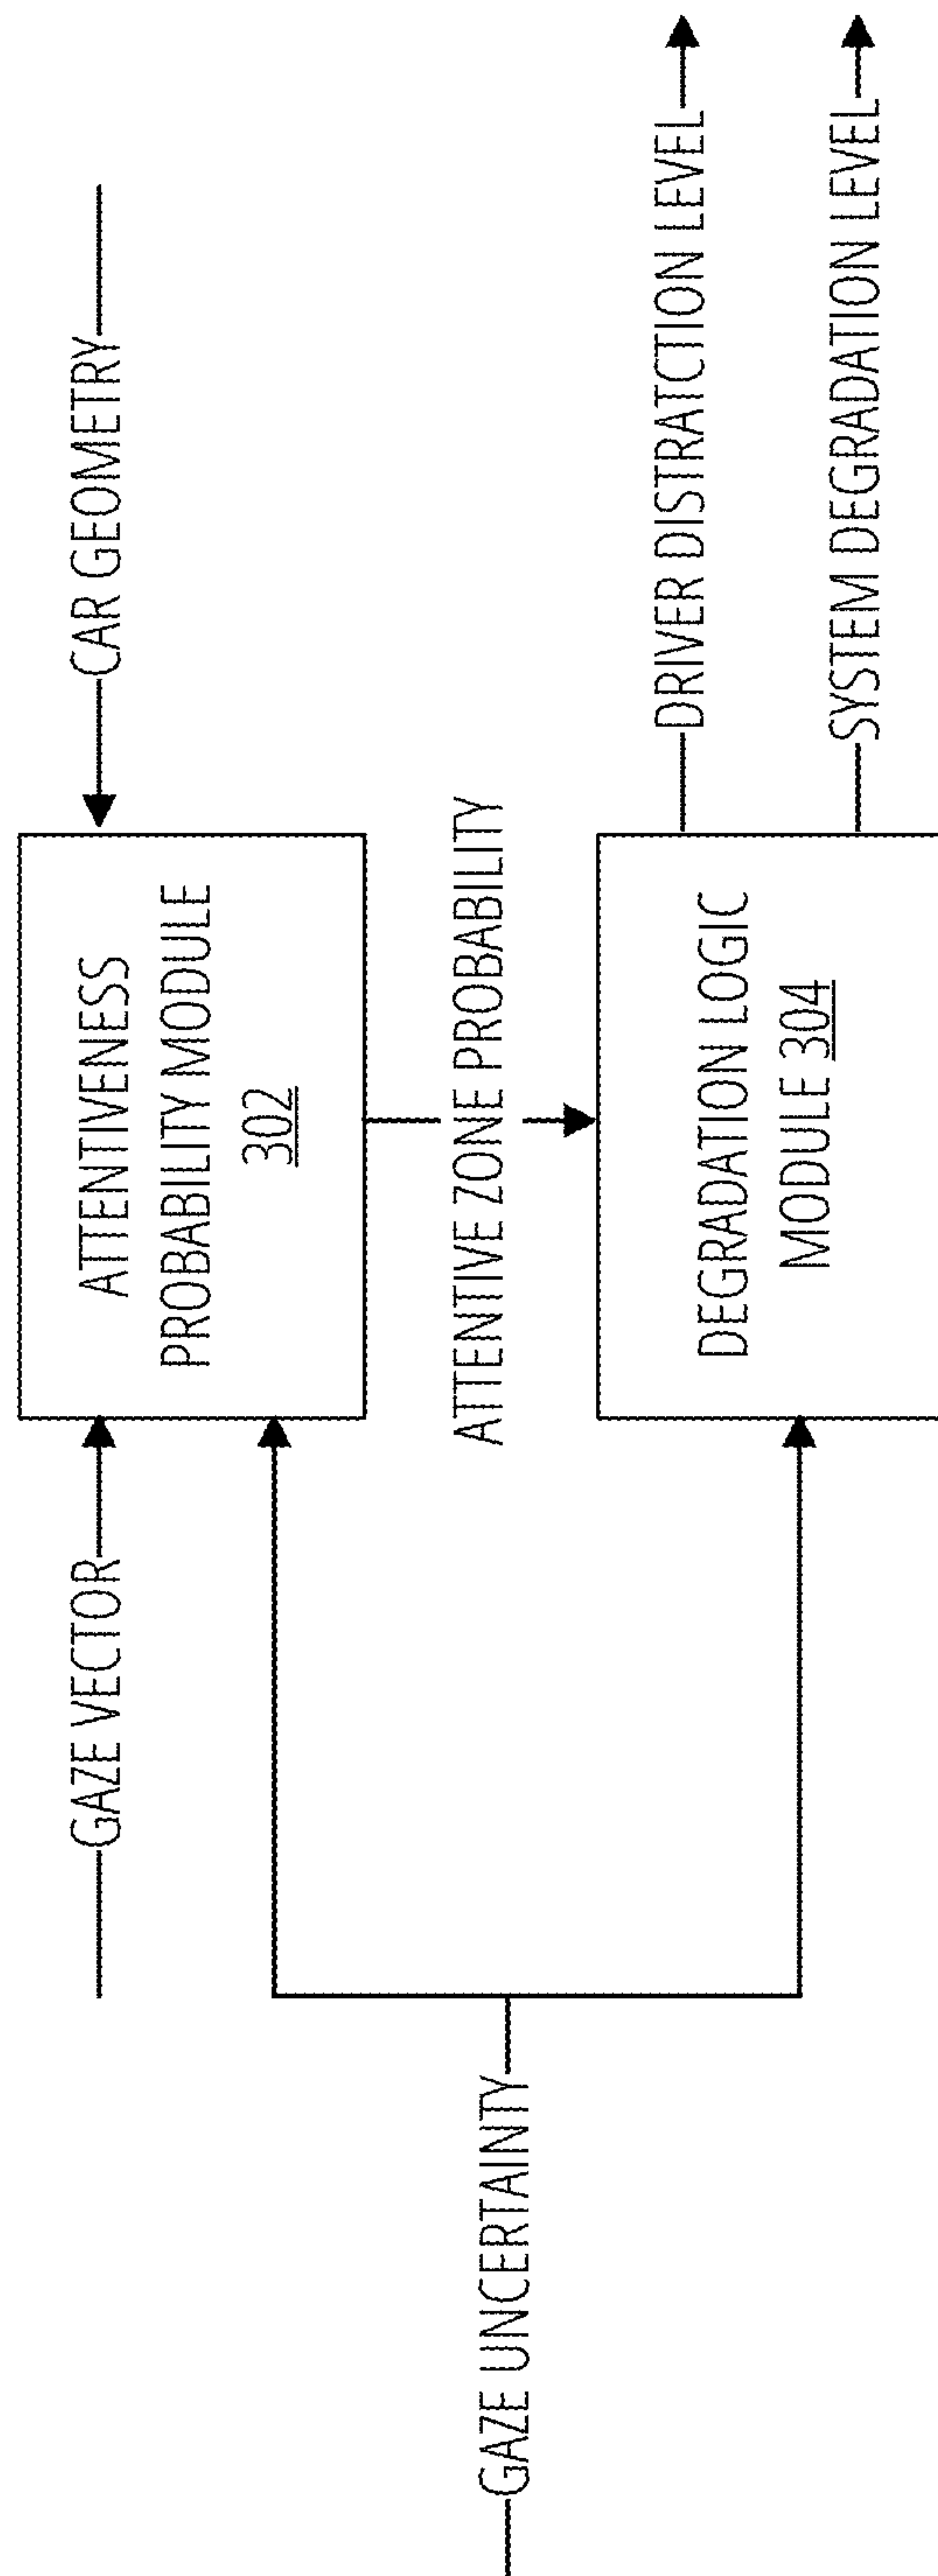 GAZE UNCERTAINTY
GAZE VECTOR
ATTENTIVENESS
PROBABILITY MODULE
302
CAR GEOMETRY
ATTENTIVE ZONE PROBABILITY
DEGRADATION LOGIC
MODULE 304
DRIVER DISTRATCTION LEVEL
SYSTEM DEGRADATION LEVEL